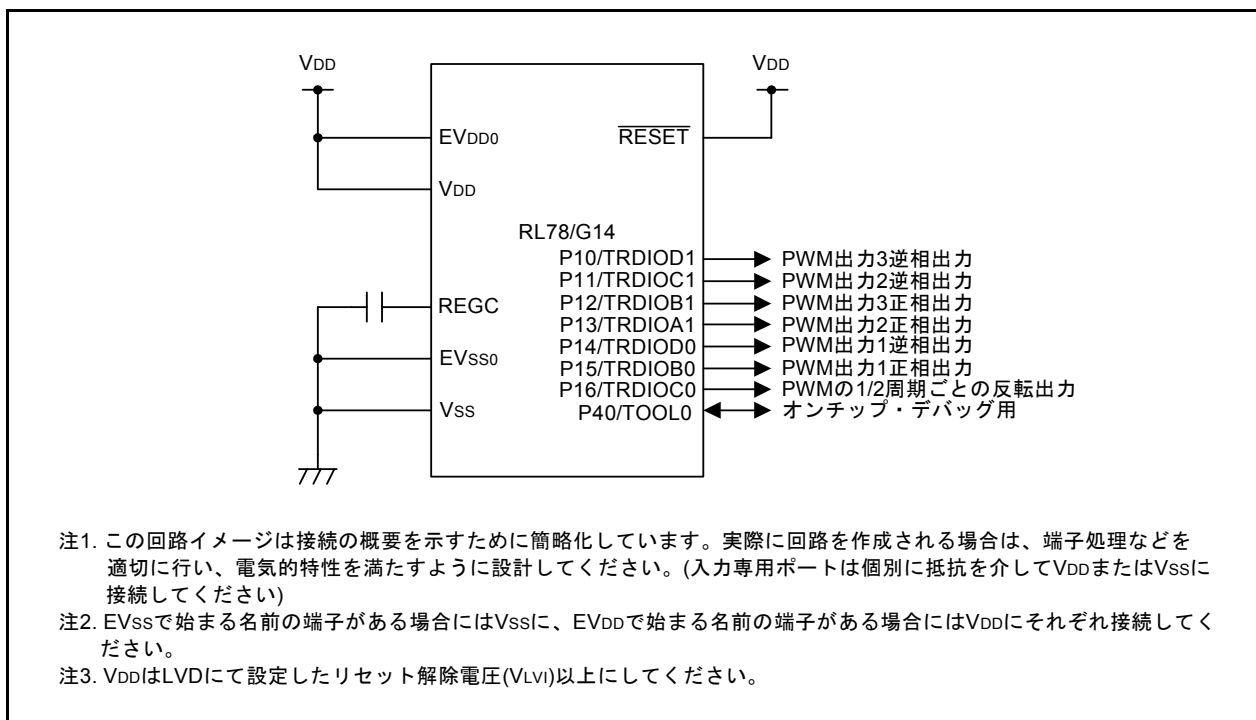 VDD
VDD
EVDD0
RESET
VDD
RL78/G14
P10/TRDIOD1
PWM出力3逆相出力
P11/TRDIOC1
PWM出力2逆相出力
P12/TRDIOB1
PWM出力3正相出力
REGC
P13/TRDIOA1
PWM出力2正相出力
P14/TRDIOD0
PWM出力1逆相出力
EVSS0
P15/TRDIOB0
PWM出力1正相出力
P16/TRDIOC0
PWMの1/2周期ごとの反転出力
VSS
P40/TOOL0
オンチップ・デバッグ用
注1. この回路イメージは接続の概要を示すために簡略化しています。実際に回路を作成される場合は、端子処理などを
適切に行い、電気的特性を満たすように設計してください。(入力専用ポートは個別に抵抗を介してVDDまたはVSSに
接続してください)
注2. EVSSで始まる名前の端子がある場合にはVSSに、EVDDで始まる名前の端子がある場合にはVDDにそれぞれ接続してく
ださい。
注3. VDDはLVDにて設定したリセット解除電圧(VLVI)以上にしてください。